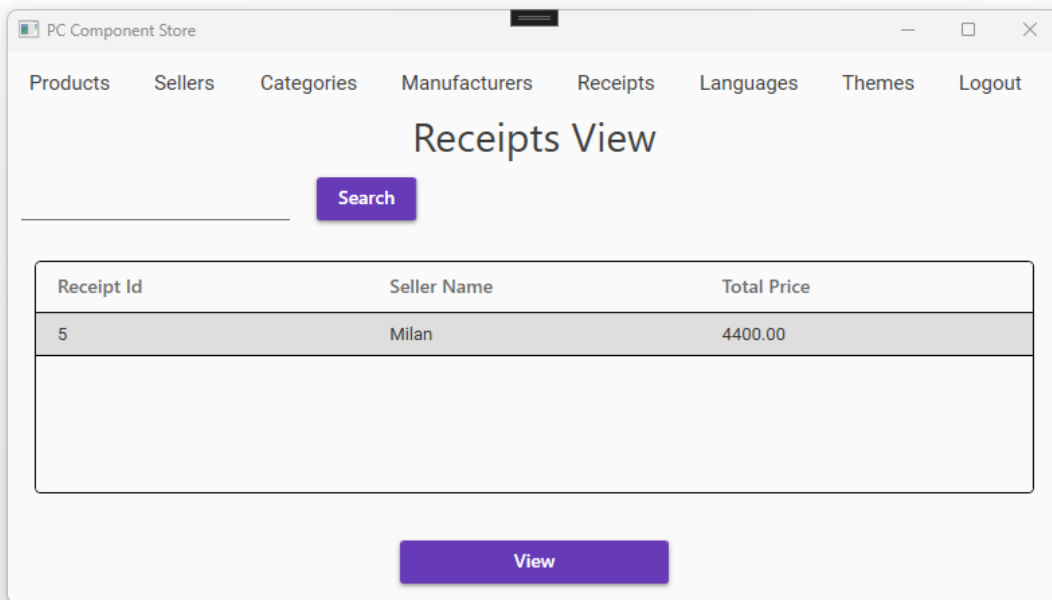 PC Component Store
Products Sellers Categories Manufacturers Receipts Languages Themes Logout
Receipts View
Search
Receipt Id Seller Name Total Price
5 Milan 4400.00
View